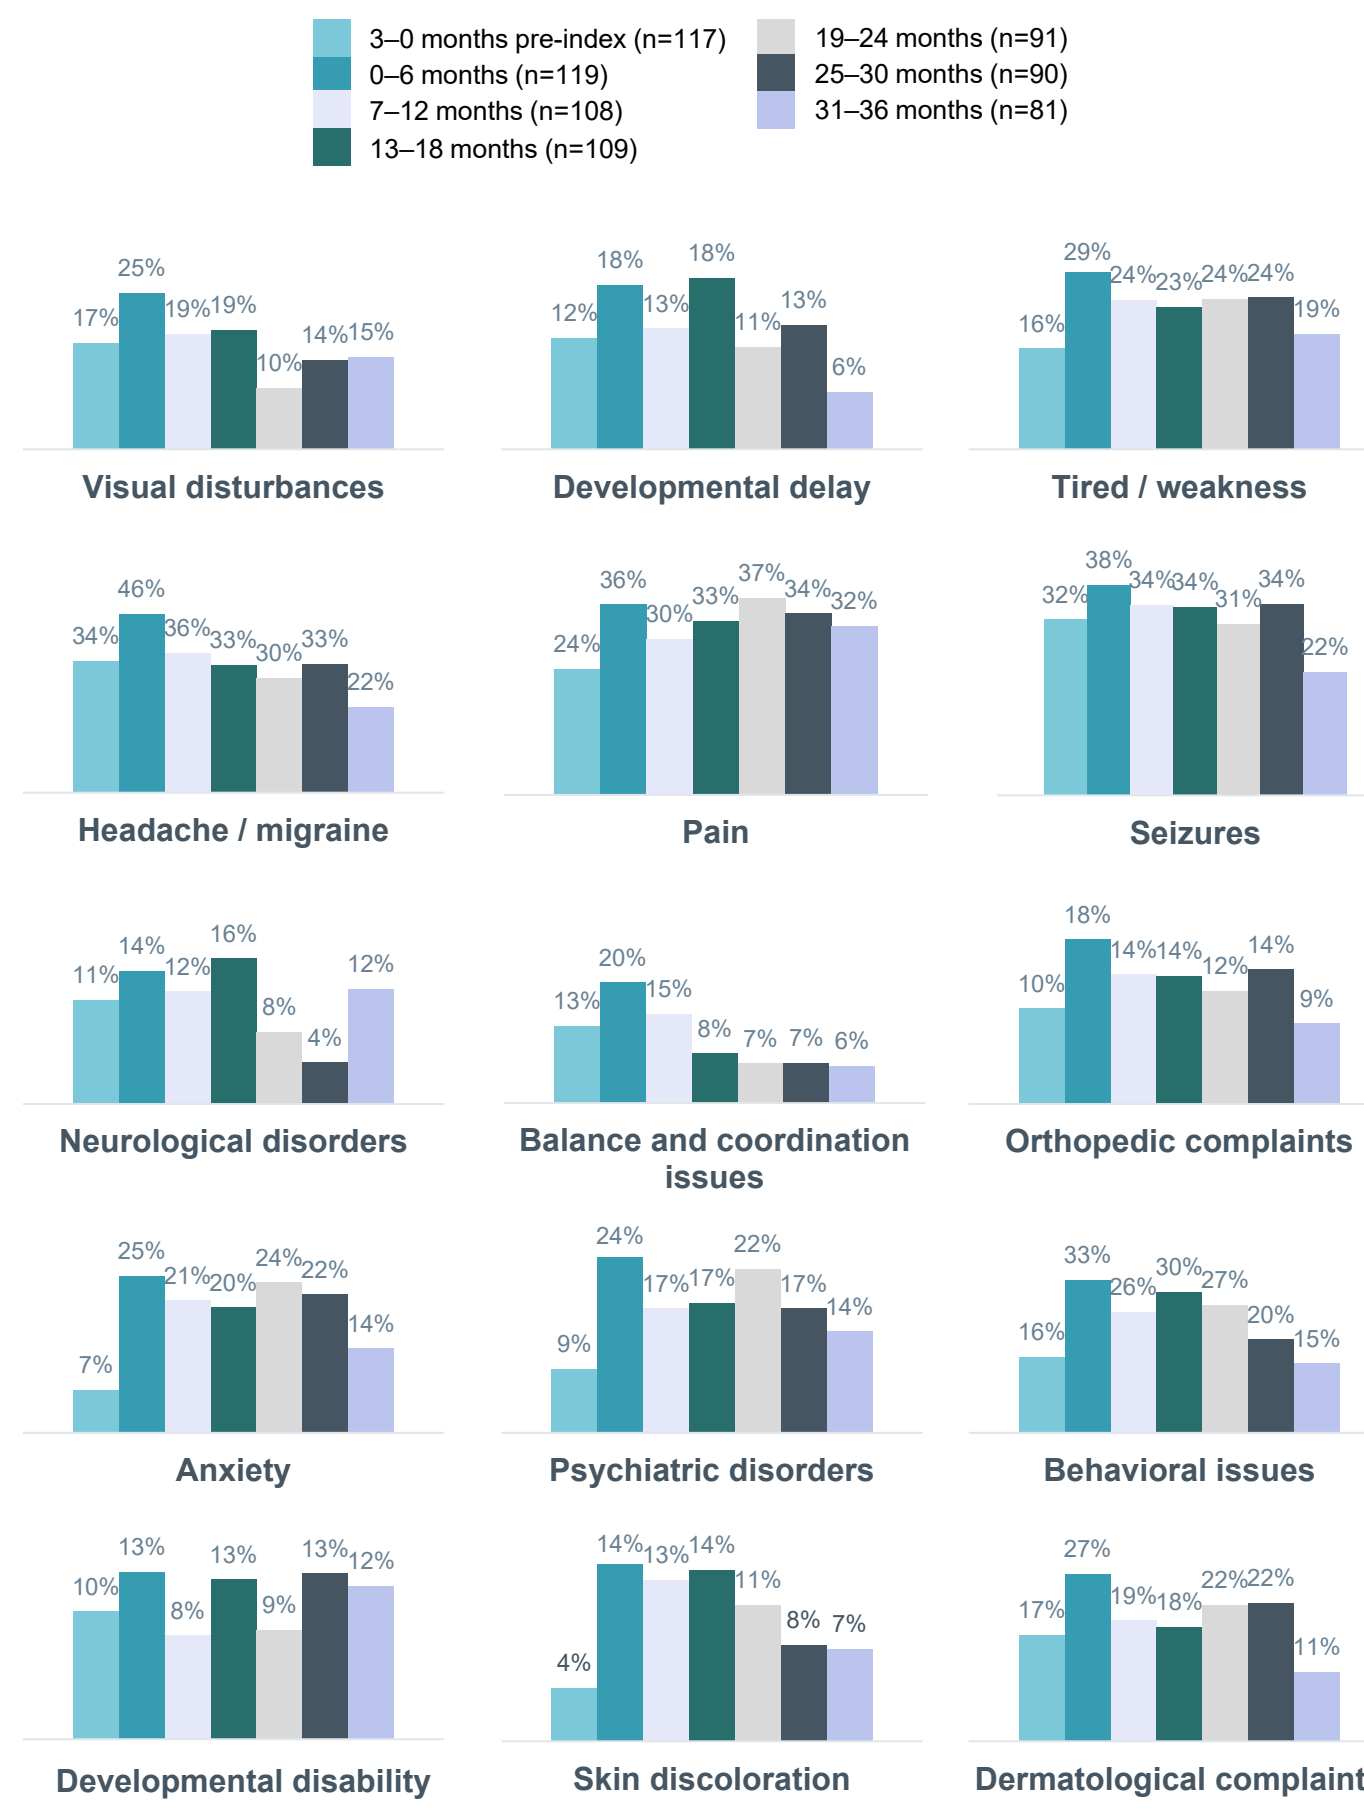 3–0 months pre-index (n=117)
0–6 months (n=119)
7–12 months (n=108)
13–18 months (n=109)
19–24 months (n=91)
25–30 months (n=90)
31–36 months (n=81)
17% 25% 19% 19% 10% 14% 15%
Visual disturbances
12% 18% 13% 18% 11% 13% 6%
Developmental delay
16% 29% 24% 23% 24% 24% 19%
Tired / weakness
34% 46% 36% 33% 30% 33% 22%
Headache / migraine
24% 36% 30% 33% 37% 34% 32%
Pain
32% 38% 34% 34% 31% 34% 22%
Seizures
11% 14% 12% 16% 8% 4% 12%
Neurological disorders
13% 20% 15% 8% 7% 7% 6%
Balance and coordination
issues
10% 18% 14% 14% 12% 14% 9%
Orthopedic complaints
7% 25% 21% 20% 24% 22% 14%
Anxiety
9% 24% 17% 17% 22% 17% 14%
Psychiatric disorders
16% 33% 26% 30% 27% 20% 15%
Behavioral issues
10% 13% 8% 13% 9% 13% 12%
Developmental disability
4% 14% 13% 14% 11% 8% 7%
Skin discoloration
17% 27% 19% 18% 22% 22% 11%
Dermatological complaint